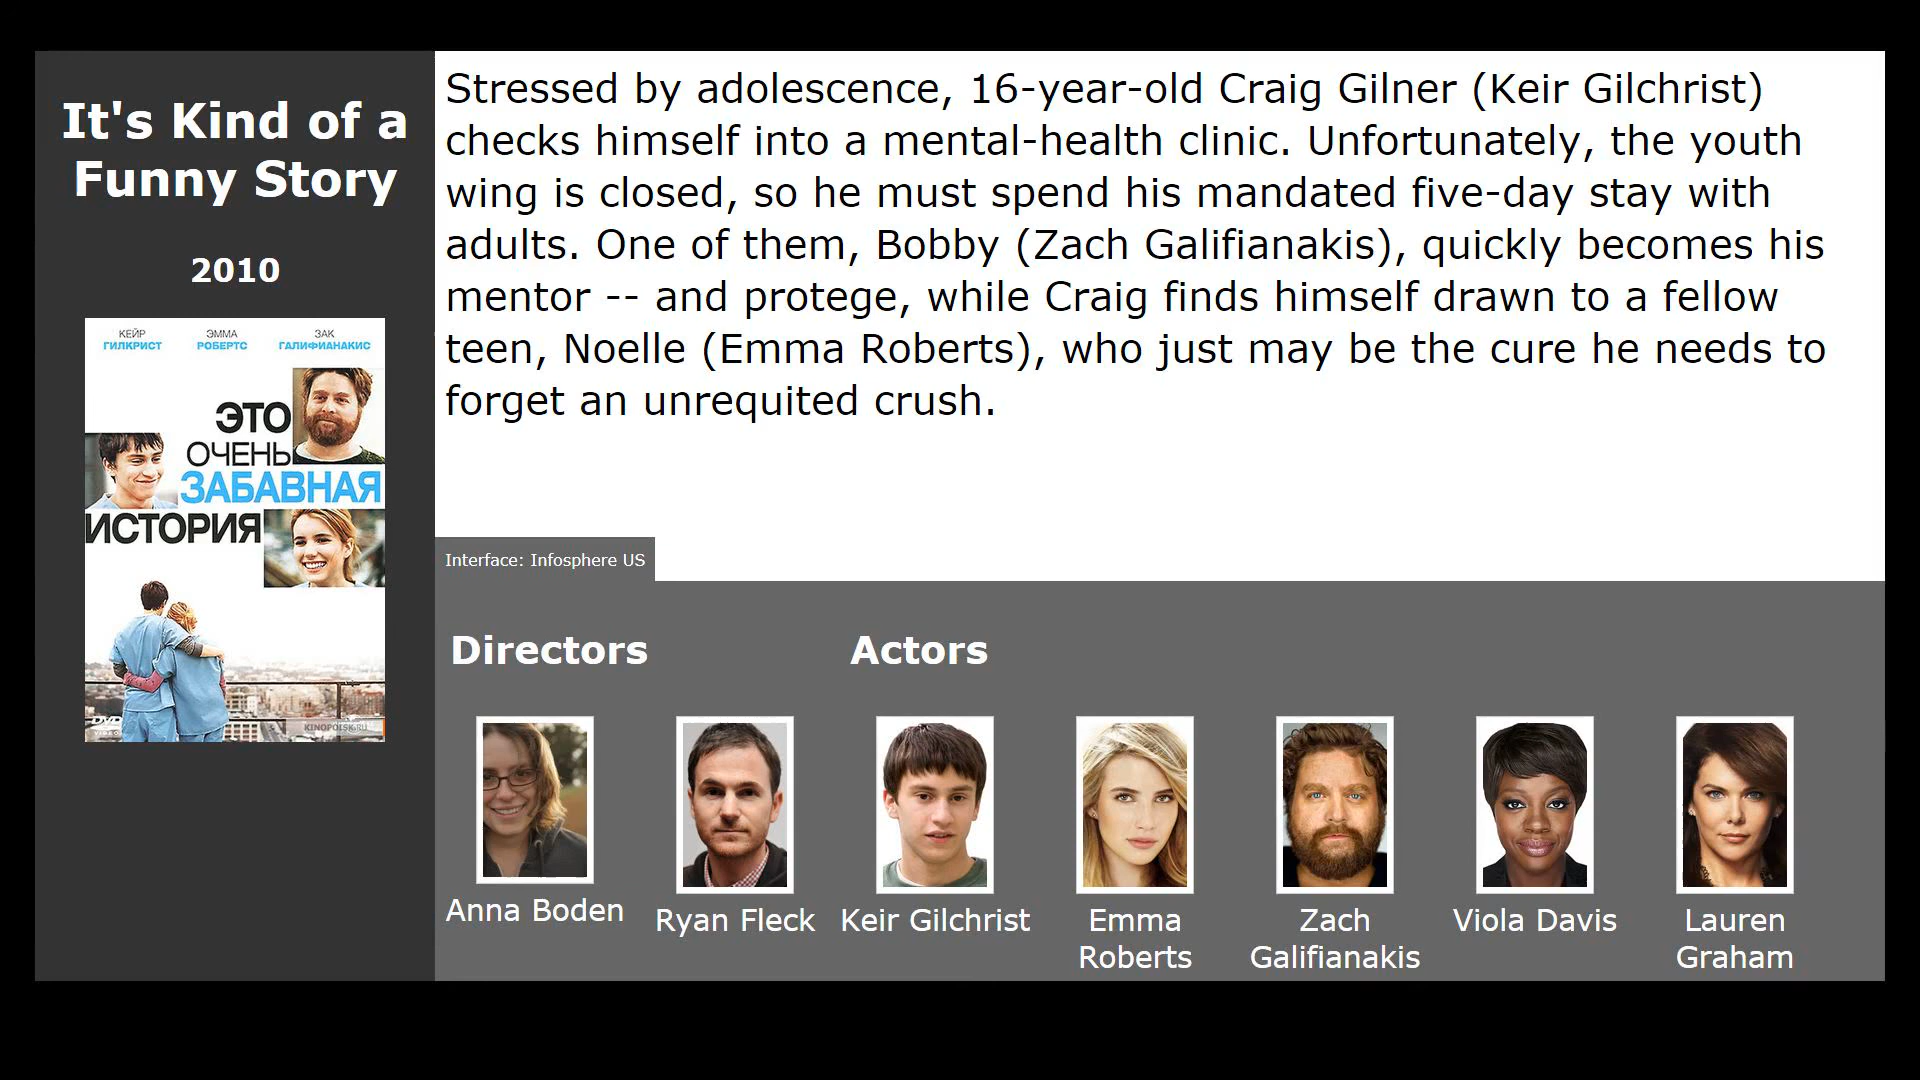 It's Kind of a
Funny Story
2010
КЕЙР ЭММА ЗАК
ГИЛКРИСТ РОБЕРТС ГАЛИФИАНАКИС
ЭТО
ОЧЕНЬ
ЗАБАВНАЯ
ИСТОРИЯ
DVD
VIDEO
KINOPOISK.RU
Stressed by adolescence, 16-year-old Craig Gilner (Keir Gilchrist)
checks himself into a mental-health clinic. Unfortunately, the youth
wing is closed, so he must spend his mandated five-day stay with
adults. One of them, Bobby (Zach Galifianakis), quickly becomes his
mentor -- and protege, while Craig finds himself drawn to a fellow
teen, Noelle (Emma Roberts), who just may be the cure he needs to
forget an unrequited crush.
Interface: Infosphere US
Directors
Actors
Anna Boden
Ryan Fleck
Keir Gilchrist
Emma
Roberts
Zach
Galifianakis
Viola Davis
Lauren
Graham